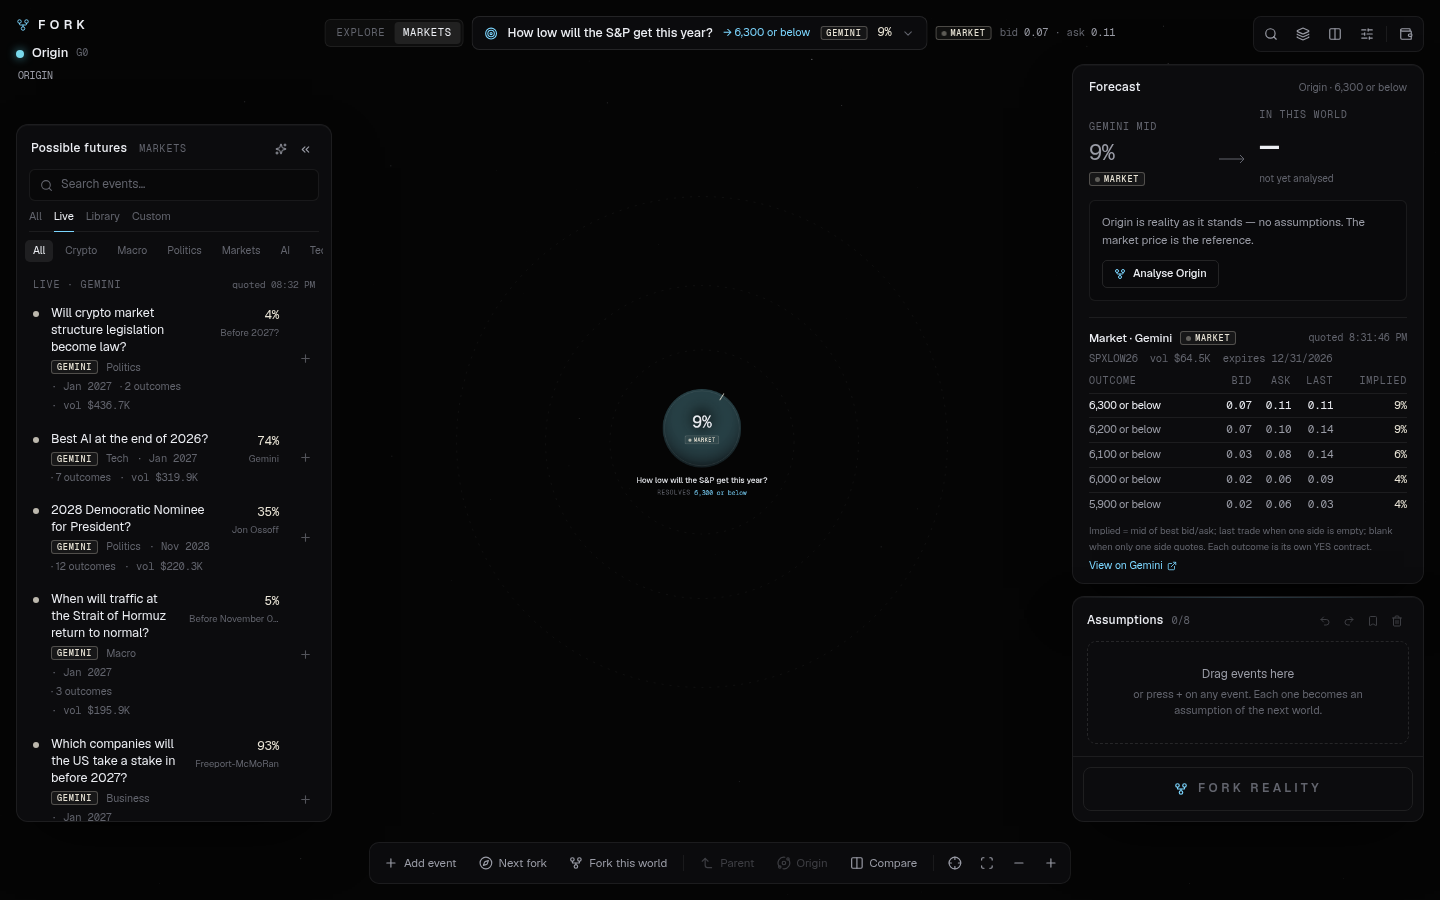 FORK
Origin G0
ORIGIN
EXPLORE MARKETS
How low will the S&P get this year? → 6,300 or below GEMINI 9%
MARKET bid 0.07 · ask 0.11
Possible futures MARKETS
Search events...
All Live Library Custom
All Crypto Macro Politics Markets AI Tec
LIVE · GEMINI quoted 08:32 PM
Will crypto market
structure legislation
become law?
4%
Before 2027?
GEMINI Politics
· Jan 2027 · 2 outcomes
· vol $436.7K
Best AI at the end of 2026? 74%
GEMINI Tech · Jan 2027 Gemini
· 7 outcomes · vol $319.9K
2028 Democratic Nominee
for President?
35%
Jon Ossoff
GEMINI Politics · Nov 2028
· 12 outcomes · vol $220.3K
When will traffic at
the Strait of Hormuz
return to normal?
5%
Before November 0...
GEMINI Macro
· Jan 2027
· 3 outcomes
· vol $195.9K
Which companies will
the US take a stake in
before 2027?
93%
Freeport-McMoRan
GEMINI Business
· Jan 2027
9%
MARKET
How low will the S&P get this year?
RESOLVES 6,300 or below
Forecast Origin · 6,300 or below
GEMINI MID
9%
MARKET
IN THIS WORLD
—
not yet analysed
Origin is reality as it stands — no assumptions. The
market price is the reference.
Analyse Origin
Market · Gemini MARKET quoted 8:31:46 PM
SPXLOW26 vol $64.5K expires 12/31/2026
OUTCOME BID ASK LAST IMPLIED
6,300 or below 0.07 0.11 0.11 9%
6,200 or below 0.07 0.10 0.14 9%
6,100 or below 0.03 0.08 0.14 6%
6,000 or below 0.02 0.06 0.09 4%
5,900 or below 0.02 0.06 0.03 4%
Implied = mid of best bid/ask; last trade when one side is empty; blank
when only one side quotes. Each outcome is its own YES contract.
View on Gemini
Assumptions 0/8
Drag events here
or press + on any event. Each one becomes an
assumption of the next world.
FORK REALITY
Add event Next fork Fork this world Parent Origin Compare